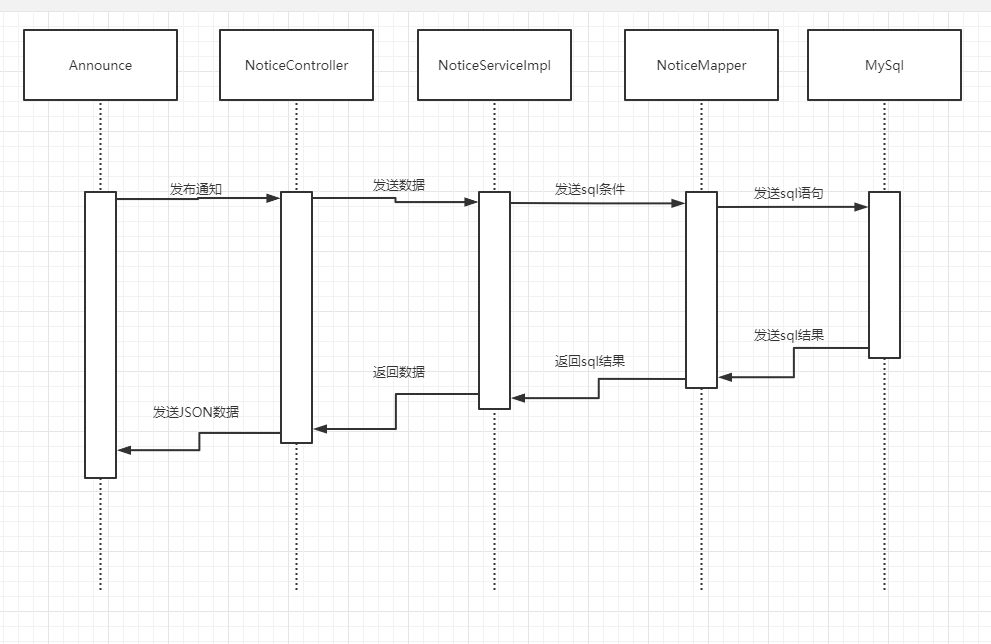 Announce
NoticeController
NoticeServiceImpl
NoticeMapper
MySql
发布通知
发送数据
发送sql条件
发送sql语句
发送sql结果
返回sql结果
返回数据
发送JSON数据